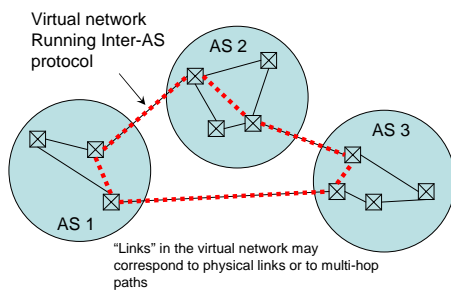 Virtual network
Running Inter-AS
protocol
AS 2
AS 3
AS 1
“Links” in the virtual network may
correspond to physical links or to multi-hop
paths